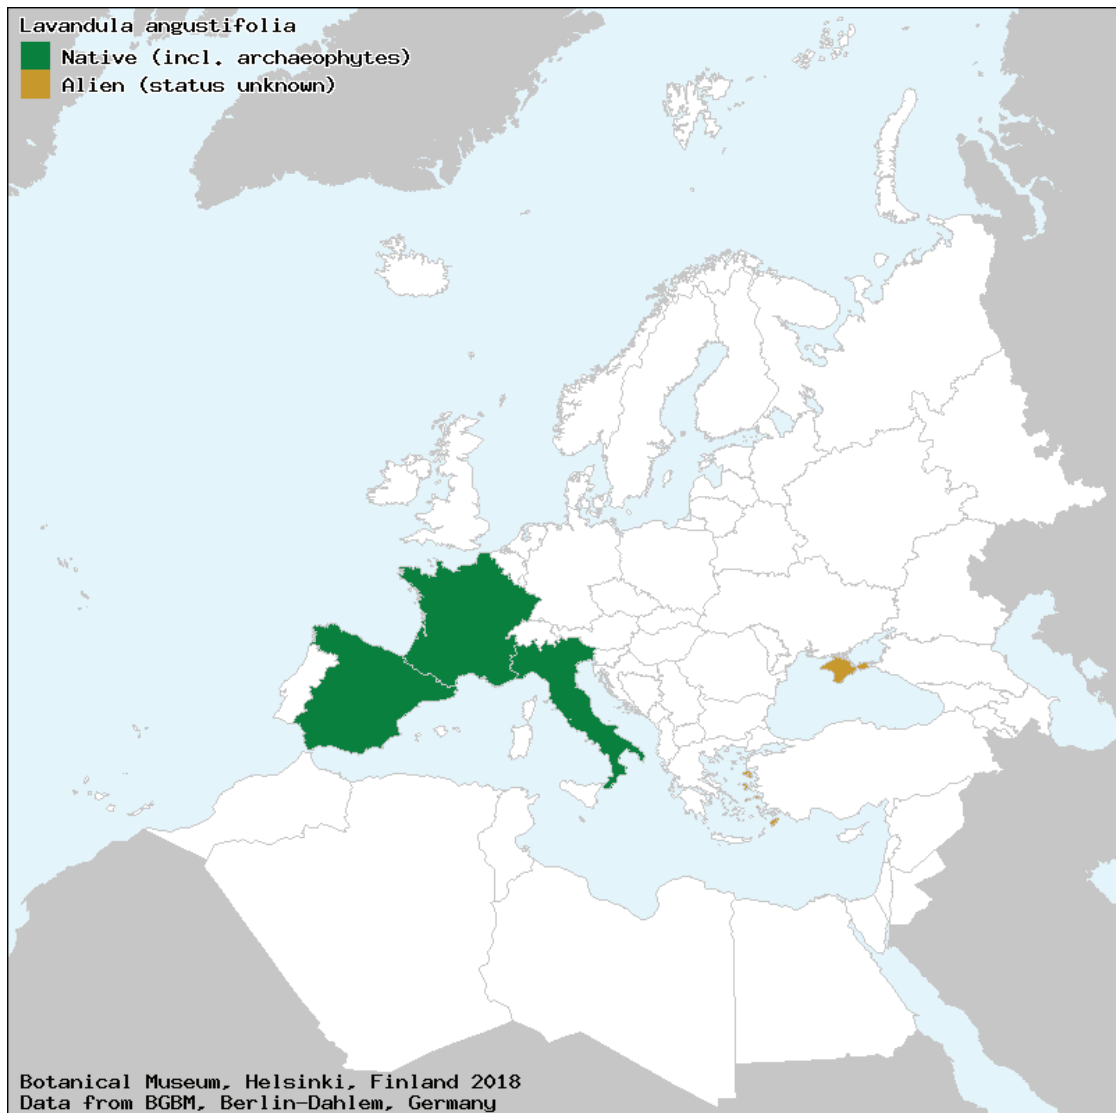 Lavandula angustifolia
Native (incl. archaeophytes)
Alien (status unknown)
Botanical Museum, Helsinki, Finland 2018
Data from BGBM, Berlin-Dahlem, Germany